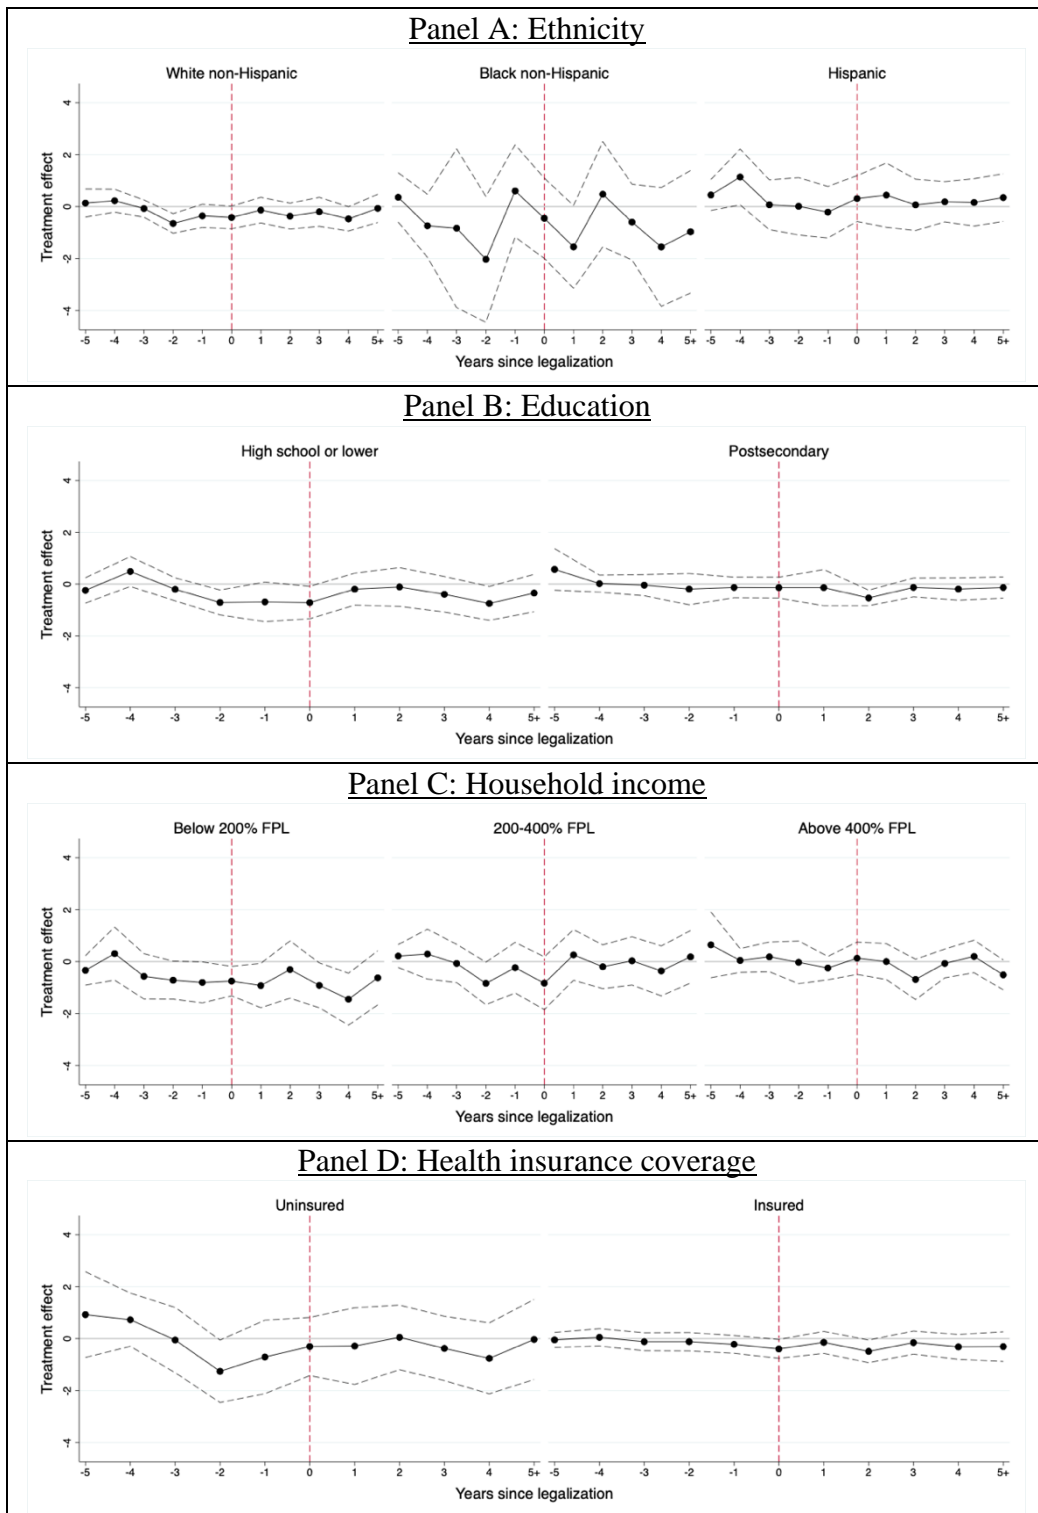 Panel A: Ethnicity
White non-Hispanic Black non-Hispanic Hispanic
Treatment effect
4
2
0
-2
-4
-5 -4 -3 -2 -1 0 1 2 3 4 5+ -5 -4 -3 -2 -1 0 1 2 3 4 5+ -5 -4 -3 -2 -1 0 1 2 3 4 5+
Years since legalization
Panel B: Education
High school or lower Postsecondary
Treatment effect
4
2
0
-2
-4
-5 -4 -3 -2 -1 0 1 2 3 4 5+ -5 -4 -3 -2 -1 0 1 2 3 4 5+
Years since legalization
Panel C: Household income
Below 200% FPL 200-400% FPL Above 400% FPL
Treatment effect
4
2
0
-2
-4
-5 -4 -3 -2 -1 0 1 2 3 4 5+ -5 -4 -3 -2 -1 0 1 2 3 4 5+ -5 -4 -3 -2 -1 0 1 2 3 4 5+
Years since legalization
Panel D: Health insurance coverage
Uninsured Insured
Treatment effect
4
2
0
-2
-4
-5 -4 -3 -2 -1 0 1 2 3 4 5+ -5 -4 -3 -2 -1 0 1 2 3 4 5+
Years since legalization